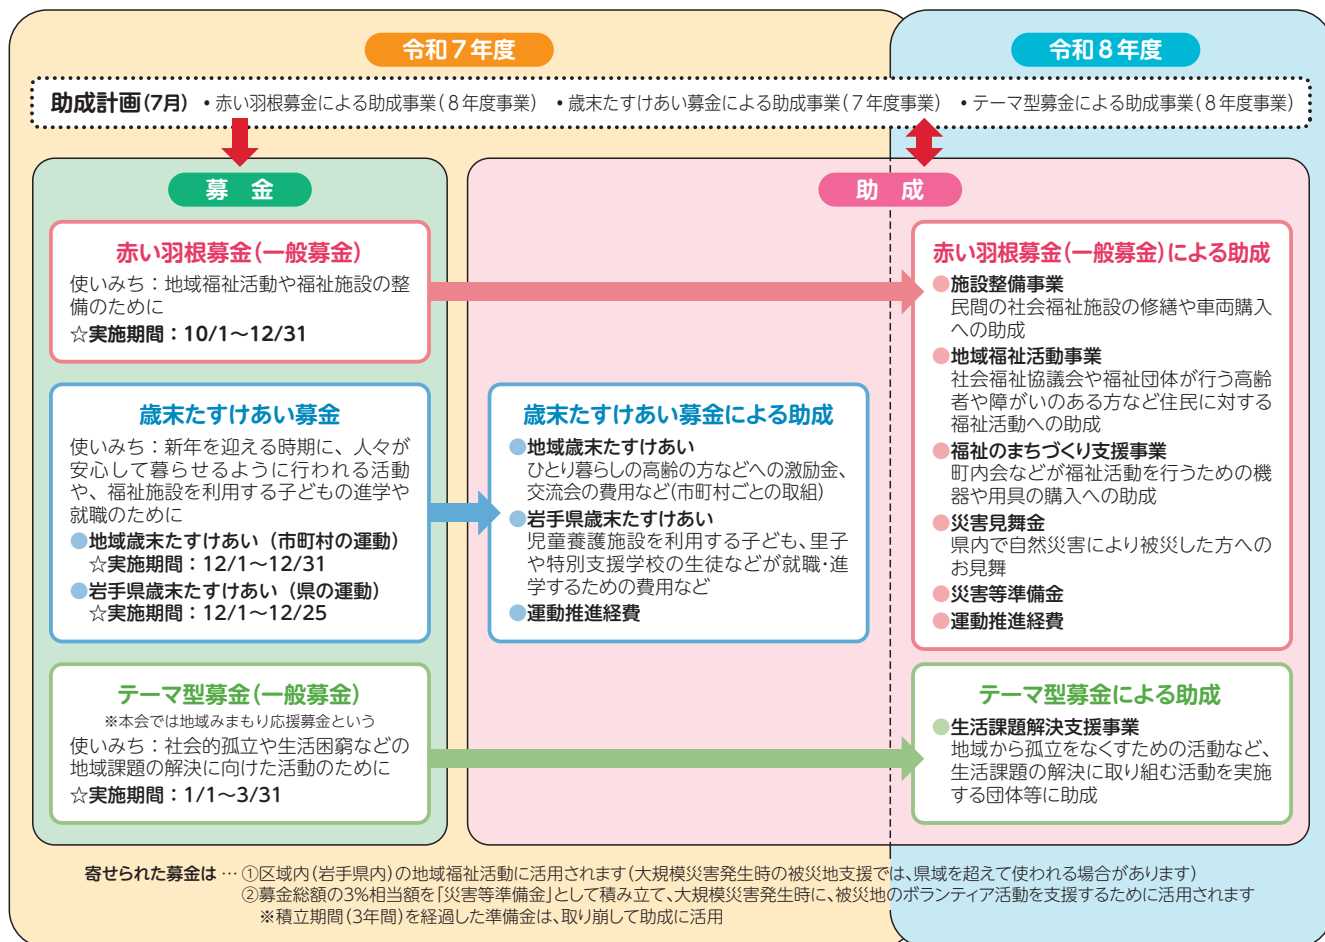 令和７年度
令和８年度
助成計画(7月) ・赤い羽根募金による助成事業(８年度事業) ・歳末たすけあい募金による助成事業(７年度事業) ・テーマ型募金による助成事業(８年度事業)
募　金
赤い羽根募金(一般募金)
使いみち：地域福祉活動や福祉施設の整
備のために
☆実施期間：10/1～12/31
歳末たすけあい募金
使いみち：新年を迎える時期に、人々が
安心して暮らせるように行われる活動
や、福祉施設を利用する子どもの進学や
就職のために
●地域歳末たすけあい（市町村の運動）
☆実施期間：12/1～12/31
●岩手県歳末たすけあい（県の運動）
☆実施期間：12/1～12/25
テーマ型募金(一般募金)
※本会では地域みまもり応援募金という
使いみち：社会的孤立や生活困窮などの
地域課題の解決に向けた活動のために
☆実施期間：1/1～3/31
助　成
歳末たすけあい募金による助成
●地域歳末たすけあい
ひとり暮らしの高齢の方などへの激励金、
交流会の費用など(市町村ごとの取組)
●岩手県歳末たすけあい
児童養護施設を利用する子ども、里子
や特別支援学校の生徒などが就職・進
学するための費用など
●運動推進経費
赤い羽根募金(一般募金)による助成
●施設整備事業
民間の社会福祉施設の修繕や車両購入
への助成
●地域福祉活動事業
社会福祉協議会や福祉団体が行う高齢
者や障がいのある方など住民に対する
福祉活動への助成
●福祉のまちづくり支援事業
町内会などが福祉活動を行うための機
器や用具の購入への助成
●災害見舞金
県内で自然災害により被災した方への
お見舞
●災害等準備金
●運動推進経費
テーマ型募金による助成
●生活課題解決支援事業
地域から孤立をなくすための活動など、
生活課題の解決に取り組む活動を実施
する団体等に助成
寄せられた募金は … ①区域内(岩手県内)の地域福祉活動に活用されます(大規模災害発生時の被災地支援では、県域を超えて使われる場合があります)
②募金総額の3%相当額を「災害等準備金」として積み立て、大規模災害発生時に、被災地のボランティア活動を支援するために活用されます
※積立期間(3年間)を経過した準備金は、取り崩して助成に活用